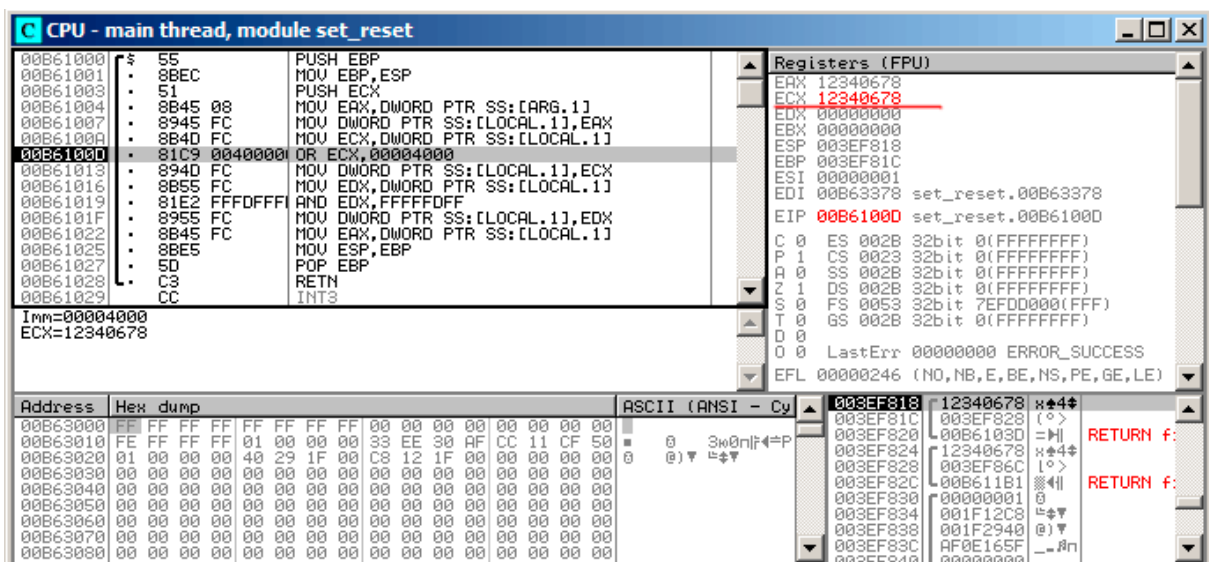 C CPU - main thread, module set_reset
00B61000 $ 55 PUSH EBP
00B61001 . 8BEC MOV EBP,ESP
00B61003 . 51 PUSH ECX
00B61004 . 8B45 08 MOV EAX,DWORD PTR SS:[ARG.1]
00B61007 . 8945 FC MOV DWORD PTR SS:[LOCAL.1],EAX
00B6100A . 8B4D FC MOV ECX,DWORD PTR SS:[LOCAL.1]
00B6100D . 81C9 0040000 OR ECX,00004000
00B61013 . 894D FC MOV DWORD PTR SS:[LOCAL.1],ECX
00B61016 . 8B55 FC MOV EDX,DWORD PTR SS:[LOCAL.1]
00B61019 . 81E2 FFFDFFF AND EDX,FFFFFDFF
00B6101F . 8955 FC MOV DWORD PTR SS:[LOCAL.1],EDX
00B61022 . 8B45 FC MOV EAX,DWORD PTR SS:[LOCAL.1]
00B61025 . 8BE5 MOV ESP,EBP
00B61027 . 5D POP EBP
00B61028 . C3 RETN
00B61029 CC INT3
Imm=00004000
ECX=12340678
Registers (FPU)
EAX 12340678
ECX 12340678
EDX 00000000
EBX 00000000
ESP 003EF818
EBP 003EF81C
ESI 00000001
EDI 00B63378 set_reset.00B63378
EIP 00B6100D set_reset.00B6100D
C 0 ES 002B 32bit 0(FFFFFFFF)
P 1 CS 0023 32bit 0(FFFFFFFF)
A 0 SS 002B 32bit 0(FFFFFFFF)
Z 1 DS 002B 32bit 0(FFFFFFFF)
S 0 FS 0053 32bit 7EFDD000(FFF)
T 0 GS 002B 32bit 0(FFFFFFFF)
D 0
O 0 LastErr 00000000 ERROR_SUCCESS
EFL 00000246 (NO,NB,E,BE,NS,PE,GE,LE)
Address Hex dump ASCII (ANSI - Cy
00B63000 FF FF FF FF FF FF FF FF 00 00 00 00 00 00 00 00
00B63010 FE FF FF FF 01 00 00 00 33 EE 30 AF CC 11 CF 50
00B63020 01 00 00 00 40 29 1F 00 C8 12 1F 00 00 00 00 00
00B63030 00 00 00 00 00 00 00 00 00 00 00 00 00 00 00 00
00B63040 00 00 00 00 00 00 00 00 00 00 00 00 00 00 00 00
00B63050 00 00 00 00 00 00 00 00 00 00 00 00 00 00 00 00
00B63060 00 00 00 00 00 00 00 00 00 00 00 00 00 00 00 00
00B63070 00 00 00 00 00 00 00 00 00 00 00 00 00 00 00 00
00B63080 00 00 00 00 00 00 00 00 00 00 00 00 00 00 00 00
003EF818 12340678 x♠4‡
003EF81C 003EF828
003EF820 00B6103D RETURN f
003EF824 12340678 x♠4‡
003EF828 003EF86C
003EF82C 00B611B1 RETURN f
003EF830 00000001
003EF834 001F12C8
003EF838 001F2940 @)▼
003EF83C AF0E165F
003EF840 00000000